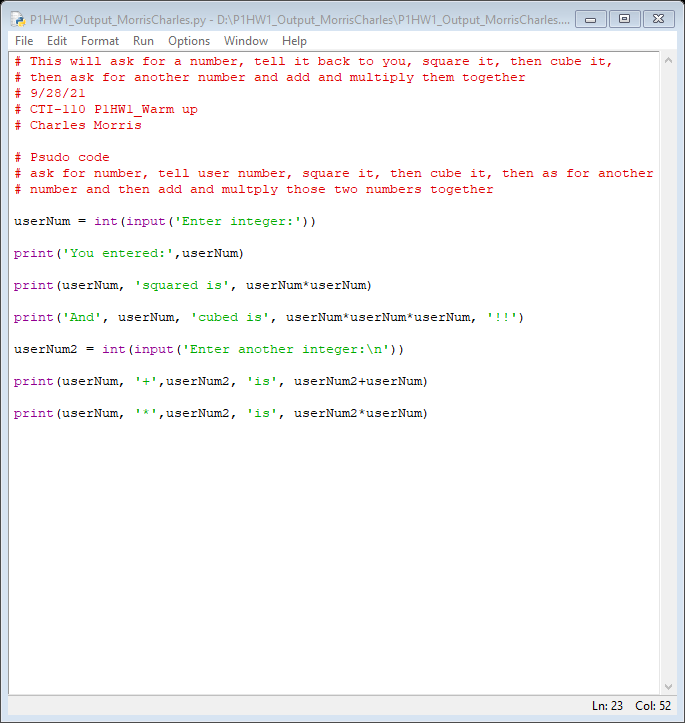 P1HW1_Output_MorrisCharles.py - D:\P1HW1_Output_MorrisCharles\P1HW1_Output_MorrisCharles....
File Edit Format Run Options Window Help
# This will ask for a number, tell it back to you, square it, then cube it,
# then ask for another number and add and multiply them together
# 9/28/21
# CTI-110 P1HW1_Warm up
# Charles Morris
# Psudo code
# ask for number, tell user number, square it, then cube it, then as for another
# number and then add and multply those two numbers together
userNum = int(input('Enter integer:'))
print('You entered:',userNum)
print(userNum, 'squared is', userNum*userNum)
print('And', userNum, 'cubed is', userNum*userNum*userNum, '!!')
userNum2 = int(input('Enter another integer:\n'))
print(userNum, '+',userNum2, 'is', userNum2+userNum)
print(userNum, '*',userNum2, 'is', userNum2*userNum)
Ln: 23 Col: 52